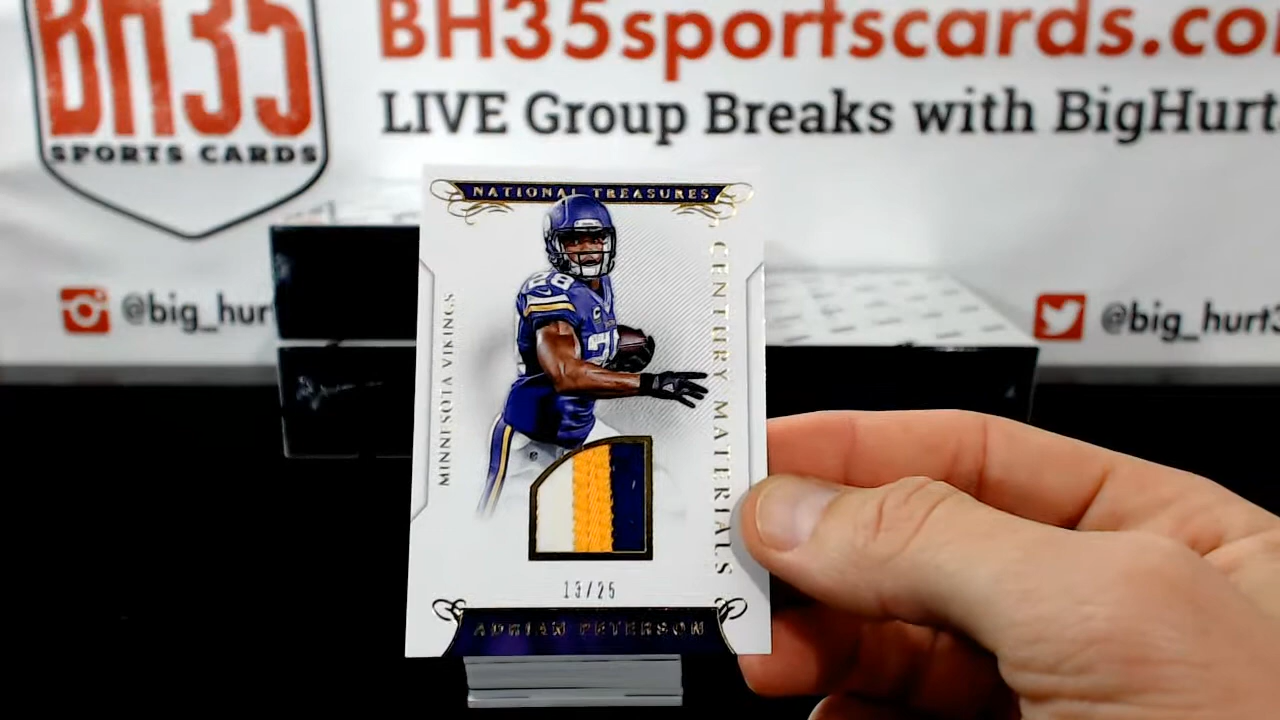 BH35
SPORTS CARDS
BH35sportscards.co
LIVE Group Breaks with BigHurt
@big_hur
@big_hurt3
NATIONAL TREASURES
CENTURY MATERIALS
MINNESOTA VIKINGS
28
13/25
ADRIAN PETERSON